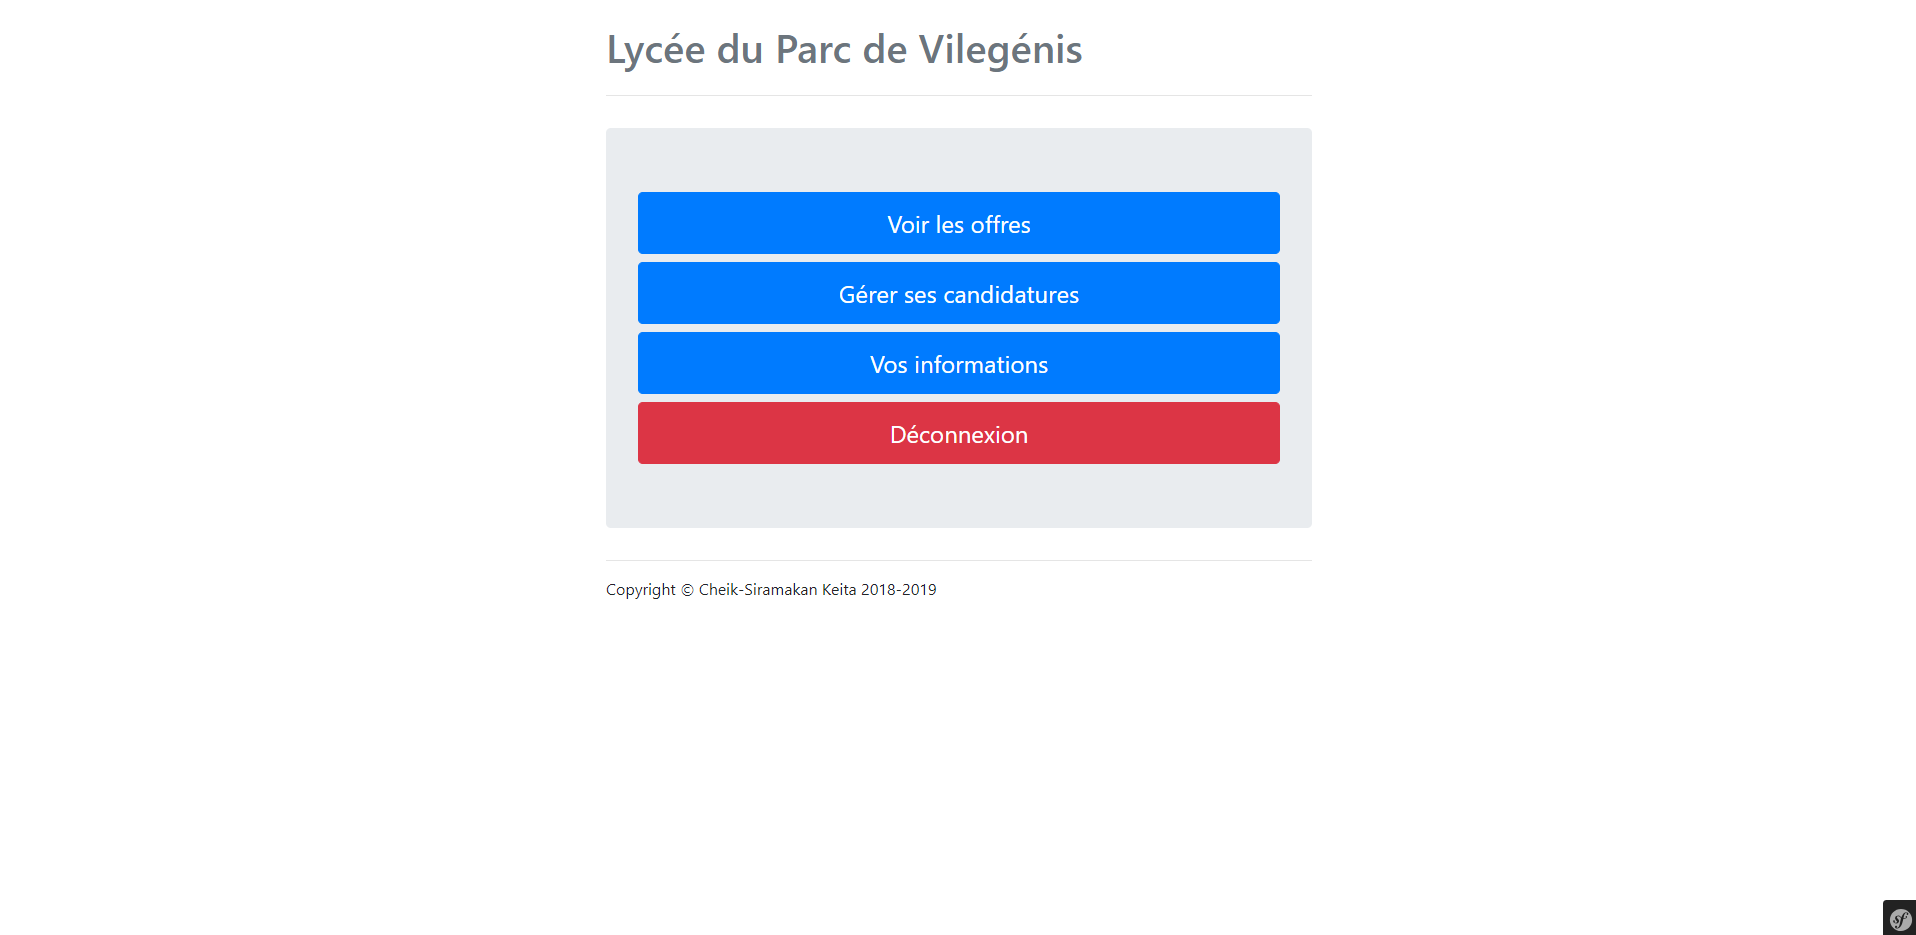 Lycée du Parc de Vilegénis
Voir les offres
Gérer ses candidatures
Vos informations
Déconnexion
Copyright © Cheik-Siramakan Keita 2018-2019
sf